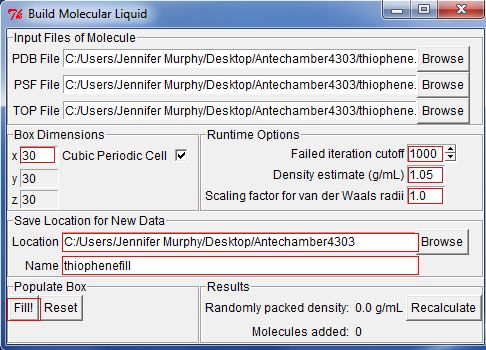 Build Molecular Liquid
Input Files of Molecule
PDB File C:/Users/Jennifer Murphy/Desktop/Antechamber4303/thiophene. Browse
PSF File C:/Users/Jennifer Murphy/Desktop/Antechamber4303/thiophene. Browse
TOP File C:/Users/Jennifer Murphy/Desktop/Antechamber4303/thiophene. Browse
Box Dimensions
x 30 Cubic Periodic Cell
y 30
z 30
Runtime Options
Failed iteration cutoff 1000
Density estimate (g/mL) 1.05
Scaling factor for van der Waals radii 1.0
Save Location for New Data
Location C:/Users/Jennifer Murphy/Desktop/Antechamber4303 Browse
Name thiophenefill
Populate Box
Fill! Reset
Results
Randomly packed density: 0.0 g/mL Recalculate
Molecules added: 0